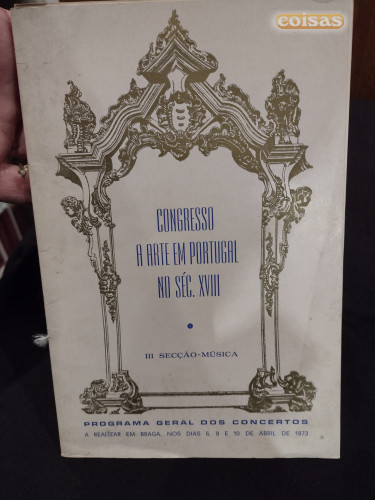 coisas
CONGRESSO
A ARTE EM PORTUGAL
NO SÉC. XVIII
III SECÇÃO-MÚSICA
PROGRAMA GERAL DOS CONCERTOS
A REALIZAR EM BRAGA, NOS DIAS 6, 9 E 10 DE ABRIL DE 1973